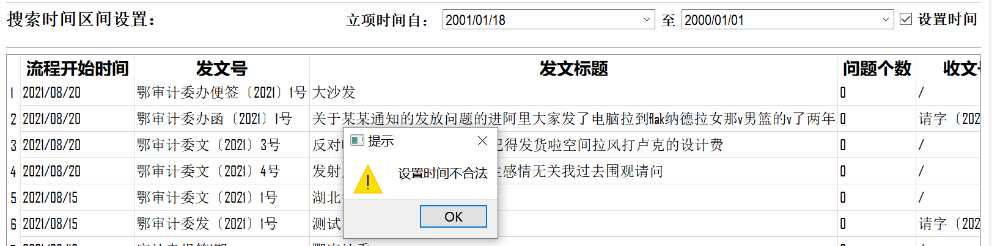 搜索时间区间设置： 立项时间自： 2001/01/18 至 2000/01/01 设置时间
流程开始时间 发文号 发文标题 问题个数 收文
1 2021/08/20 鄂审计委办便签〔2021〕1号 大沙发 0 /
2 2021/08/20 鄂审计委办函〔2021〕1号 关于某某通知的发放问题的进阿里大家发了电脑拉到flak纳德拉女那v男篮的v了两年 0 请字〔202
3 2021/08/20 鄂审计委文〔2021〕3号 反对 记得发货啦空间拉风打卢克的设计费 0 /
4 2021/08/20 鄂审计委文〔2021〕4号 发射 感情无关我过去围观请问 0 /
5 2021/08/15 鄂审计委文〔2021〕1号 湖北 0 /
6 2021/08/15 鄂审计委发〔2021〕1号 测试 0 请字〔202
提示
设置时间不合法
OK